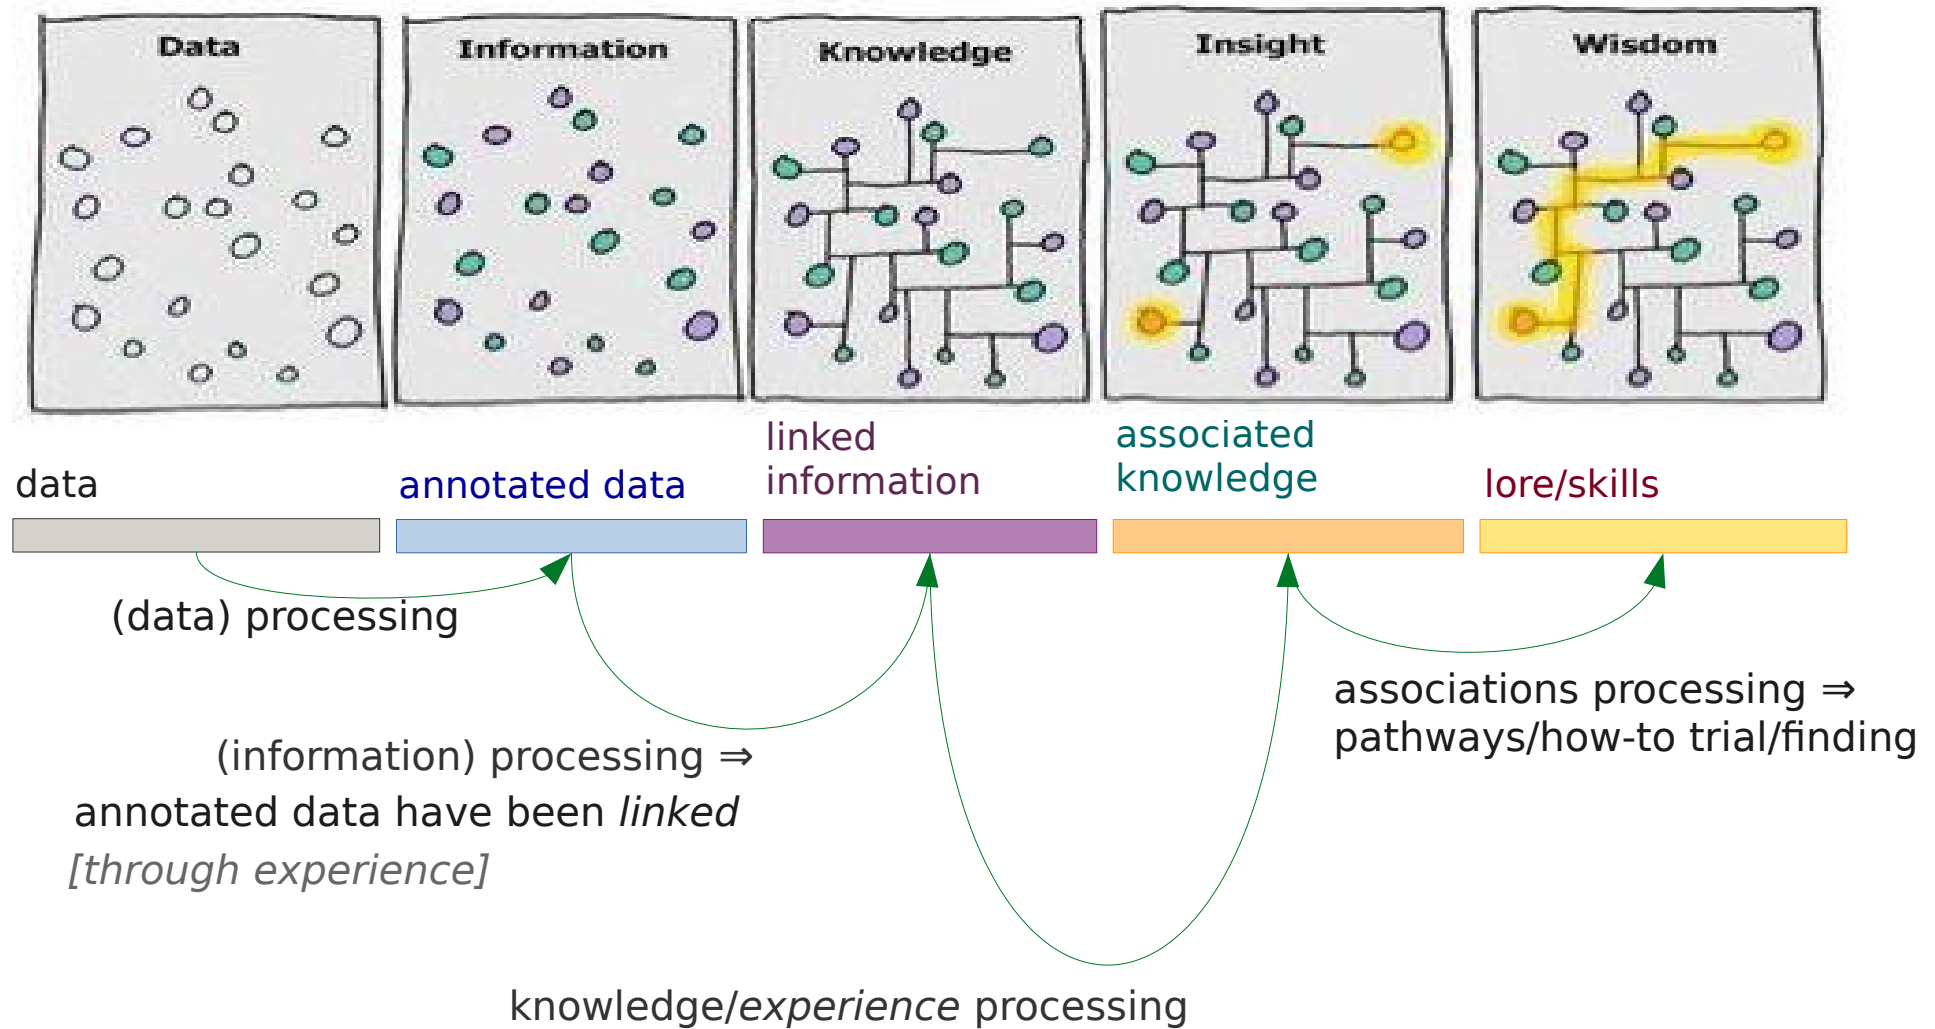 Data
Information
Knowledge
Insight
Wisdom
data
annotated data
linked
information
associated
knowledge
lore/skills
(data) processing
(information) processing ⇒
annotated data have been linked
[through experience]
associations processing ⇒
pathways/how-to trial/finding
knowledge/experience processing